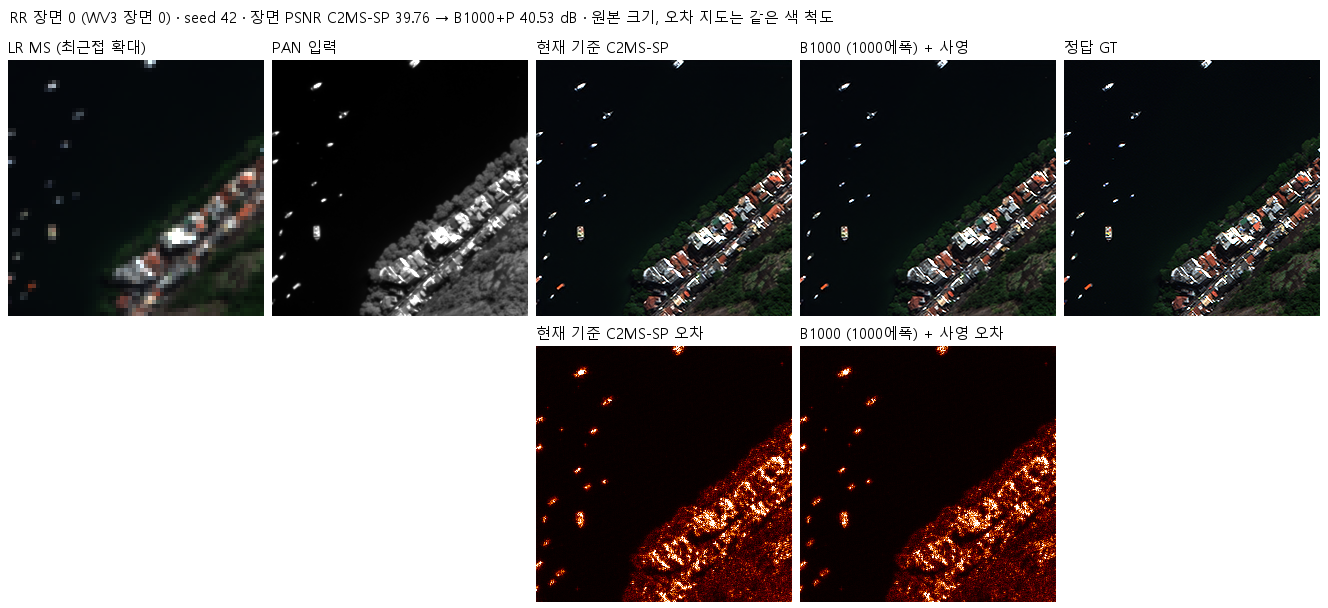 RR 장면 0 (WV3 장면 0) · seed 42 · 장면 PSNR C2MS-SP 39.76 → B1000+P 40.53 dB · 원본 크기, 오차 지도는 같은 색 척도
LR MS (최근접 확대)
PAN 입력
현재 기준 C2MS-SP
B1000 (1000에폭) + 사영
정답 GT
현재 기준 C2MS-SP 오차
B1000 (1000에폭) + 사영 오차